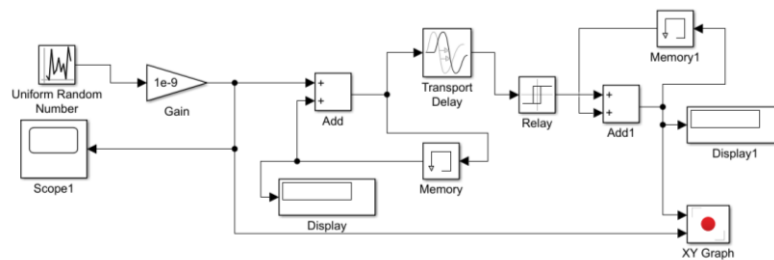 Memory1
1e-9
Uniform Random
Number
Gain
Transport
Delay
Add
Relay
Add1
Scope1
Memory
Display1
Display
XY Graph